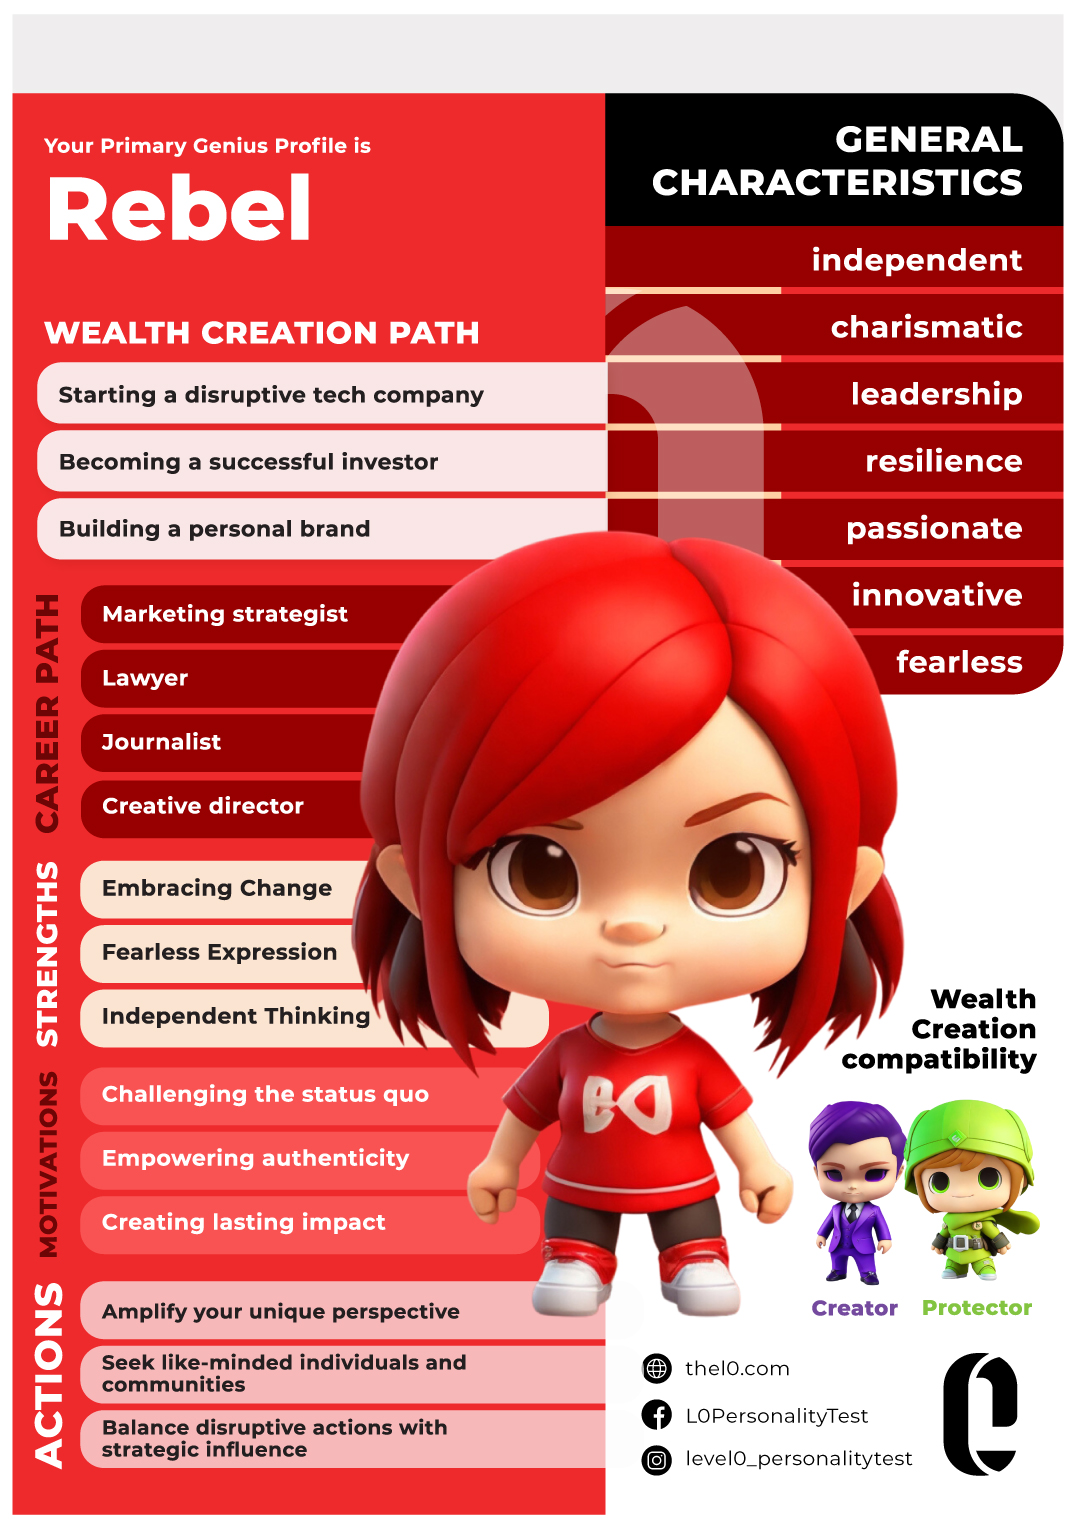 Your Primary Genius Profile is
Rebel
WEALTH CREATION PATH
Starting a disruptive tech company
Becoming a successful investor
Building a personal brand
CAREER PATH
Marketing strategist
Lawyer
Journalist
Creative director
STRENGTHS
Embracing Change
Fearless Expression
Independent Thinking
MOTIVATIONS
Challenging the status quo
Empowering authenticity
Creating lasting impact
ACTIONS
Amplify your unique perspective
Seek like-minded individuals and
communities
Balance disruptive actions with
strategic influence
GENERAL
CHARACTERISTICS
independent
charismatic
leadership
resilience
passionate
innovative
fearless
Wealth
Creation
compatibility
Creator
Protector
thel0.com
L0PersonalityTest
level0_personalitytest